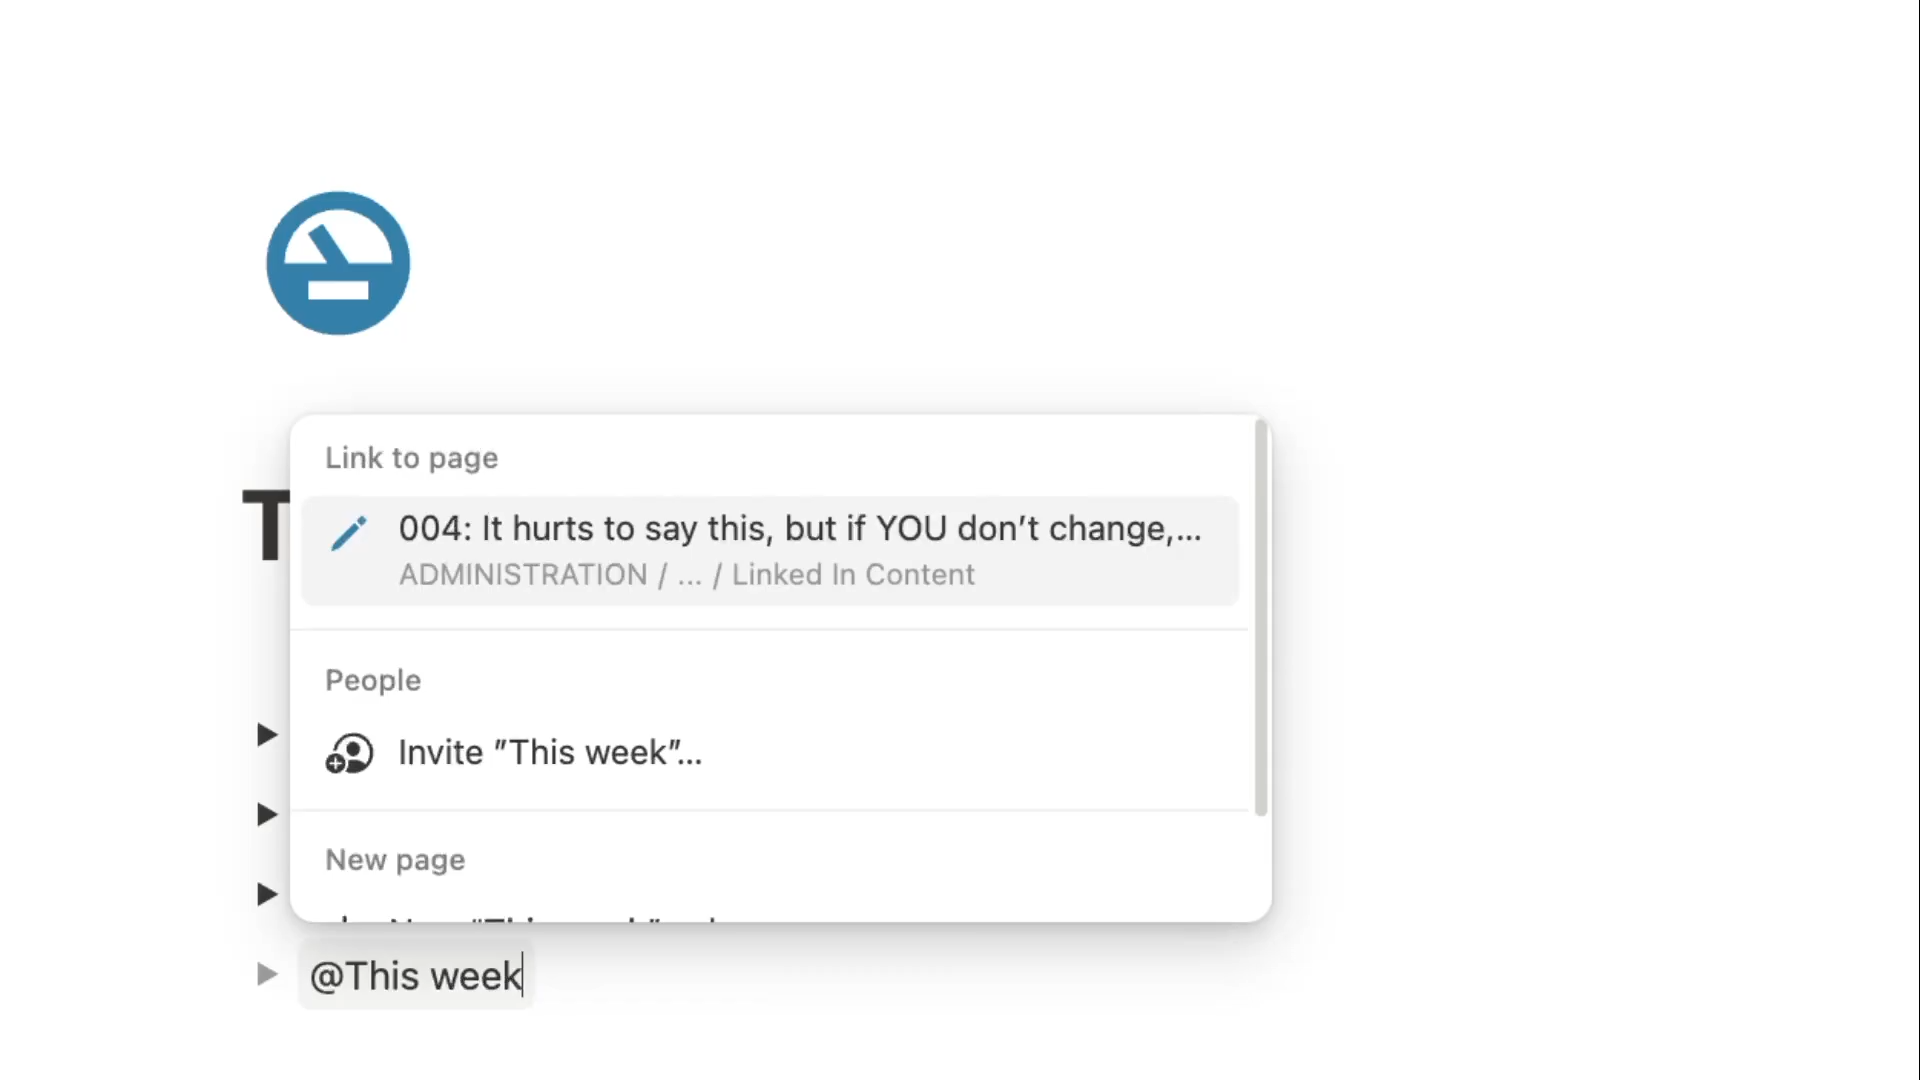 Link to page
T
004: It hurts to say this, but if YOU don’t change,...
ADMINISTRATION / ... / Linked In Content
People
Invite "This week"...
New page
@This week